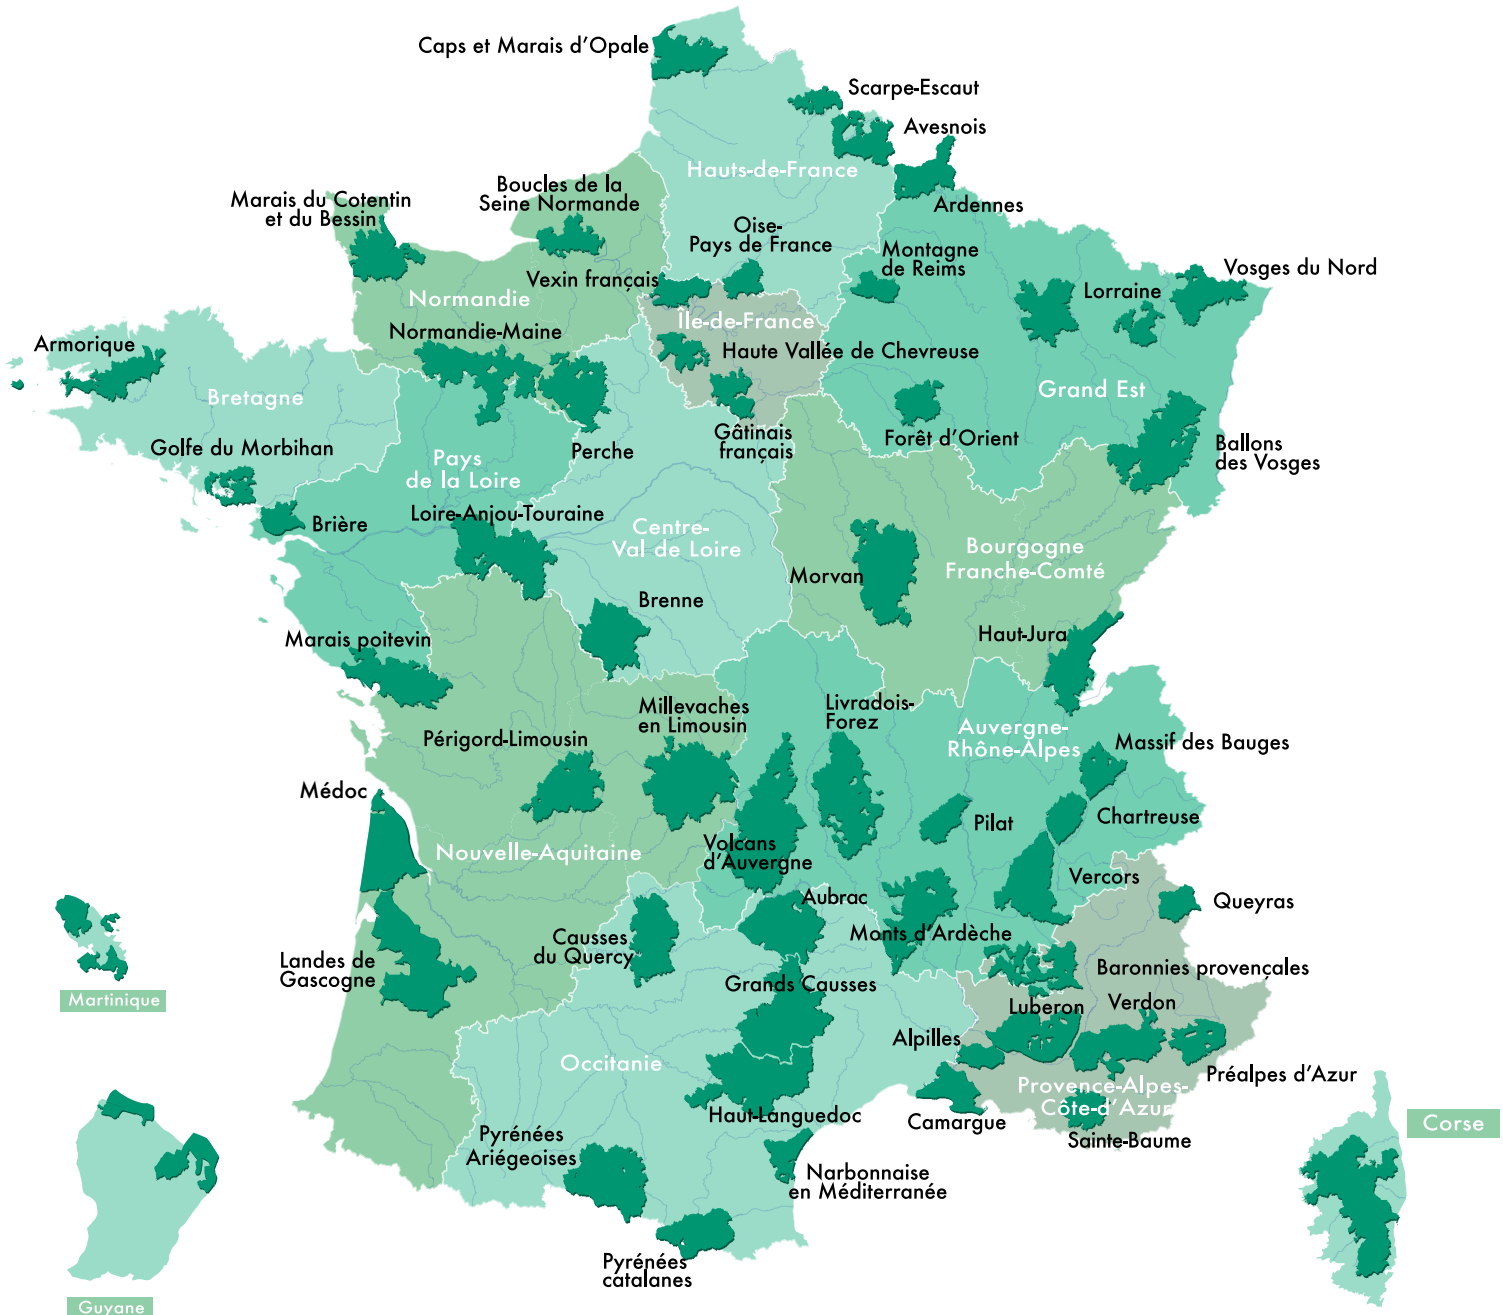 Caps et Marais d'Opale
Scarpe-Escaut
Avesnois
Hauts-de-France
Ardennes
Marais du Cotentin
et du Bessin
Boucles de la
Seine Normande
Oise-
Pays de France
Montagne
de Reims
Vosges du Nord
Vexin français
Lorraine
Normandie
Île-de-France
Normandie-Maine
Armorique
Haute Vallée de Chevreuse
Grand Est
Bretagne
Golfe du Morbihan
Perche
Gâtinais
français
Forêt d'Orient
Ballons
des Vosges
Pays
de la Loire
Brière
Loire-Anjou-Touraine
Centre-
Val de Loire
Bourgogne
Franche-Comté
Morvan
Brenne
Haut-Jura
Marais poitevin
Millevaches
en Limousin
Livradois-
Forez
Auvergne-
Rhône-Alpes
Massif des Bauges
Périgord-Limousin
Médoc
Pilat
Chartreuse
Nouvelle-Aquitaine
Volcans
d'Auvergne
Vercors
Queyras
Aubrac
Causses
du Quercy
Monts d'Ardèche
Landes de
Gascogne
Baronnies provençales
Grands Causses
Martinique
Luberon
Verdon
Alpilles
Occitanie
Préalpes d'Azur
Provence-Alpes-
Côte-d'Azur
Haut-Languedoc
Camargue
Sainte-Baume
Corse
Pyrénées
Ariégeoises
Narbonnaise
en Méditerranée
Pyrénées
catalanes
Guyane